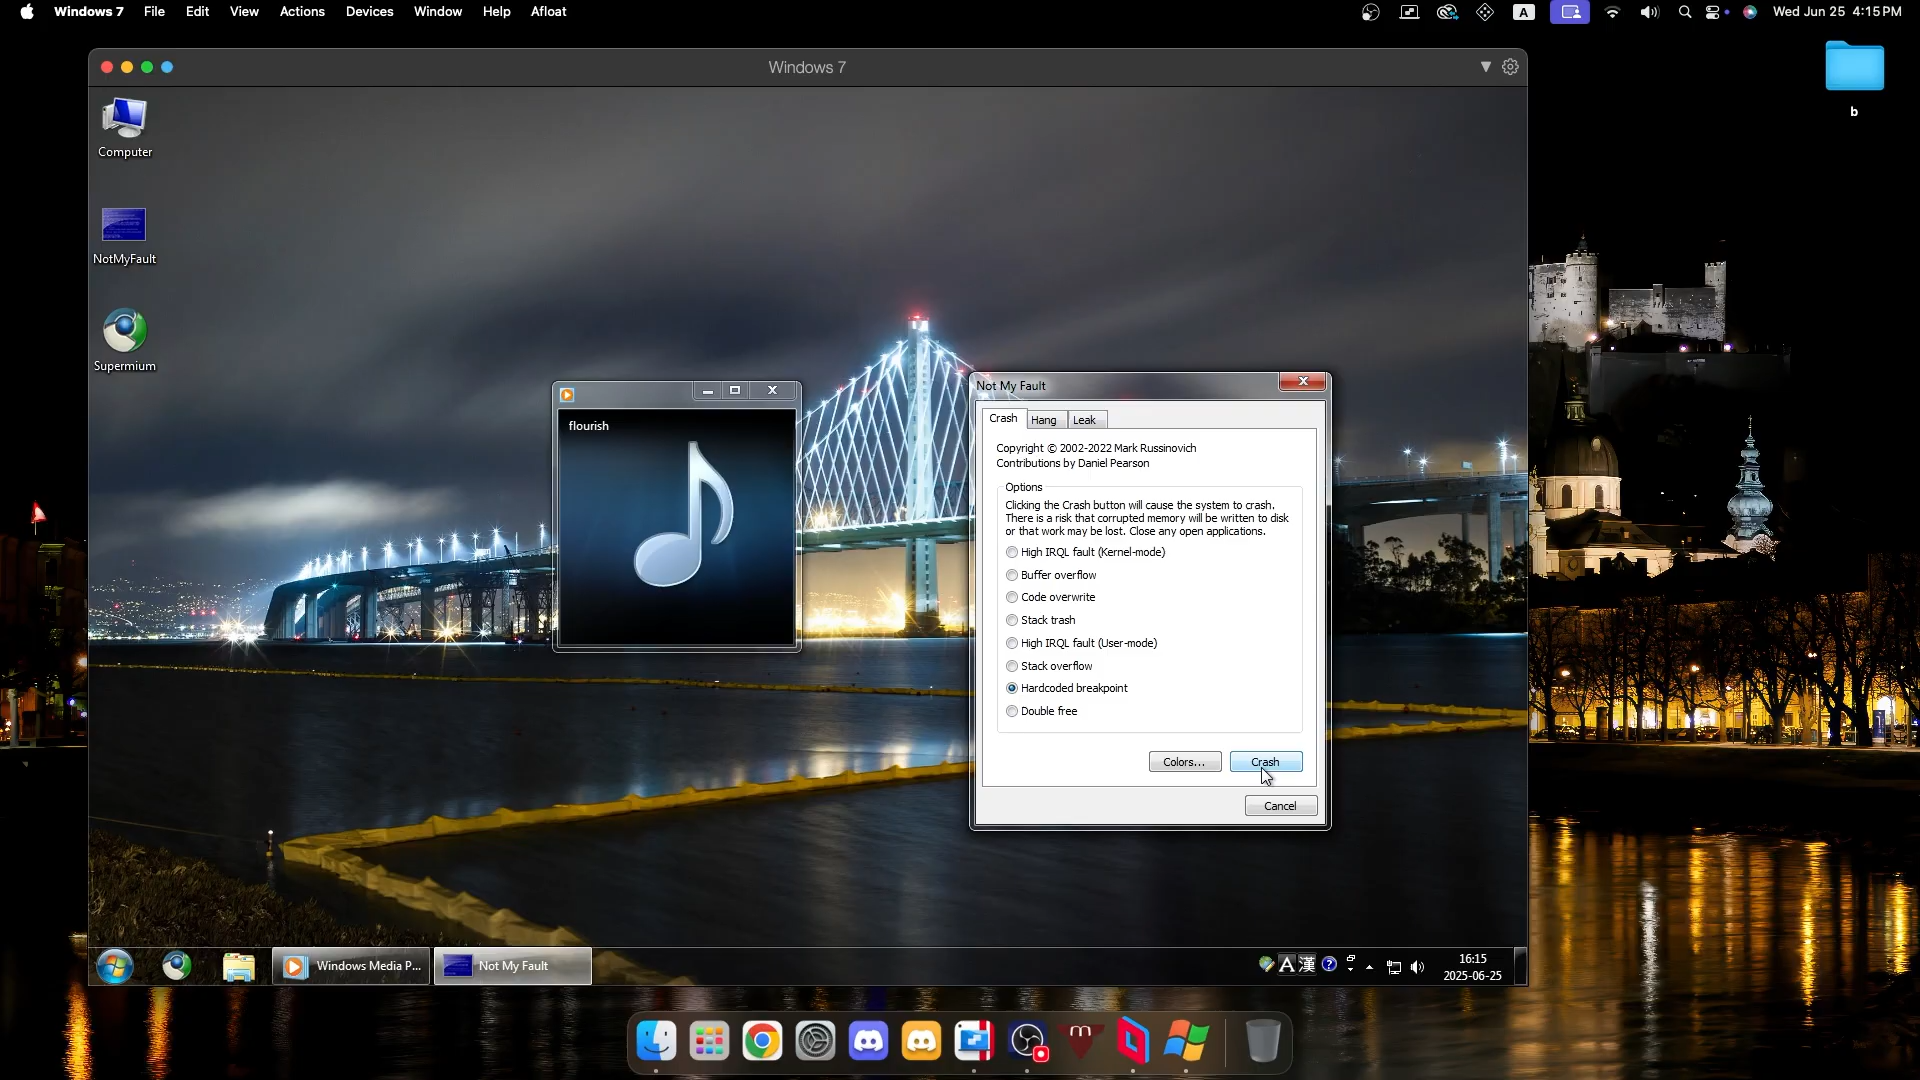 Windows 7 File Edit View Actions Devices Window Help Afloat
A
Wed Jun 25 4:15 PM
Windows 7
b
Computer
NotMyFault
Supermium
flourish
Not My Fault
Crash Hang Leak
Copyright © 2002-2022 Mark Russinovich
Contributions by Daniel Pearson
Options
Clicking the Crash button will cause the system to crash.
There is a risk that corrupted memory will be written to disk
or that work may be lost. Close any open applications.
High IRQL fault (Kernel-mode)
Buffer overflow
Code overwrite
Stack trash
High IRQL fault (User-mode)
Stack overflow
Hardcoded breakpoint
Double free
Colors... Crash
Cancel
Windows Media P...
Not My Fault
A 漢 ?
16:15
2025-06-25